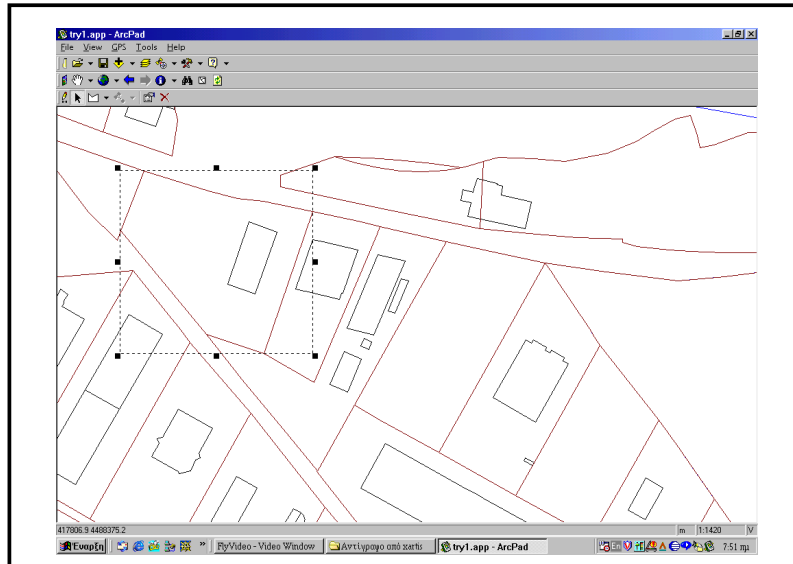 try1.app - ArcPad
File View GPS Tools Help
417806.9 4488375.2 m 1:1420 V
Έναρξη » FlyVideo - Video Window Αντίγραφο από xartis try1.app - ArcPad En 7:51 πμ